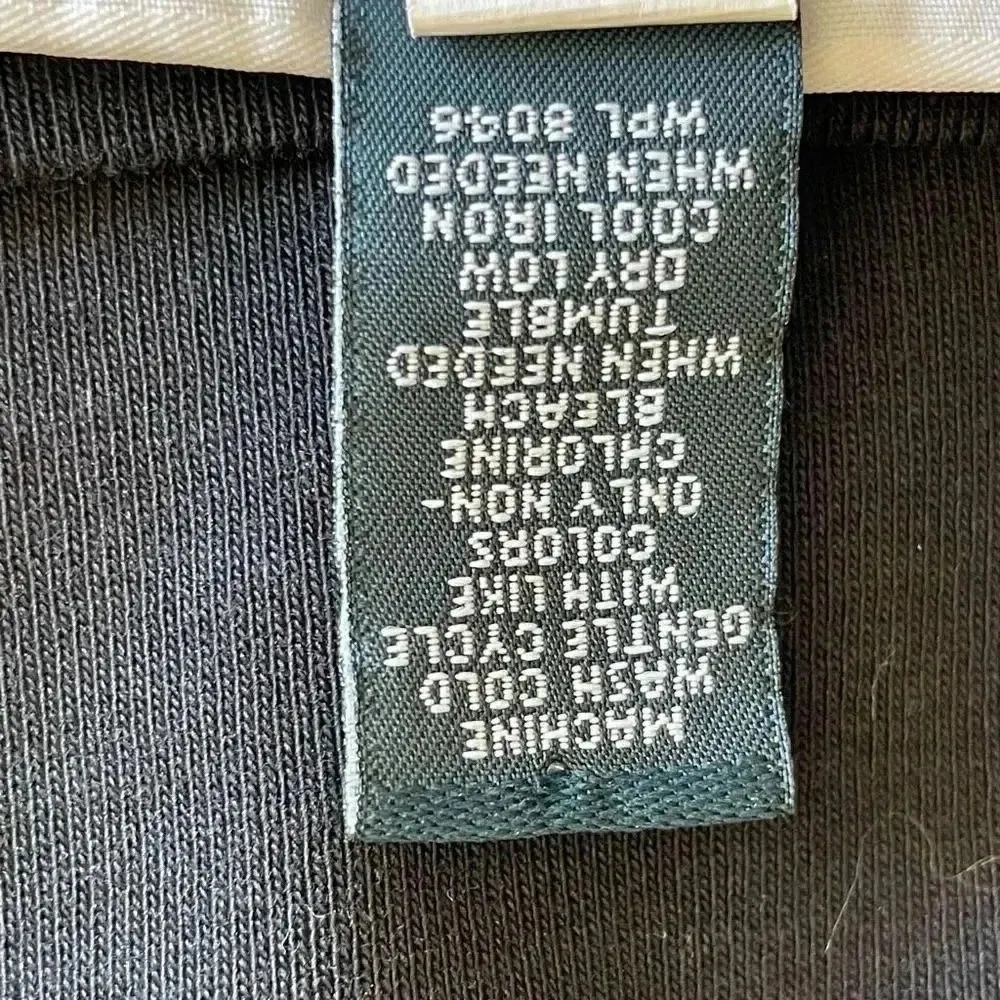 MACHINE
WASH COLD
GENTLE CYCLE
WITH LIKE
COLORS
ONLY NON-
CHLORINE
BLEACH
WHEN NEEDED
TUMBLE
DRY LOW
COOL IRON
WHEN NEEDED
WPL 8046